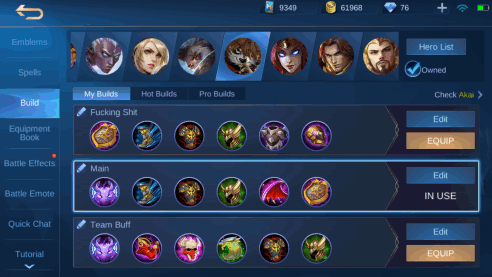 9349
61968
76
Emblems
Spells
Build
Equipment
Book
Battle Effects
Battle Emote
Quick Chat
Tutorial
Hero List
Owned
My Builds
Hot Builds
Pro Builds
Check Akai
Fucking Shit
Edit
EQUIP
Main
Edit
IN USE
Team Buff
Edit
EQUIP